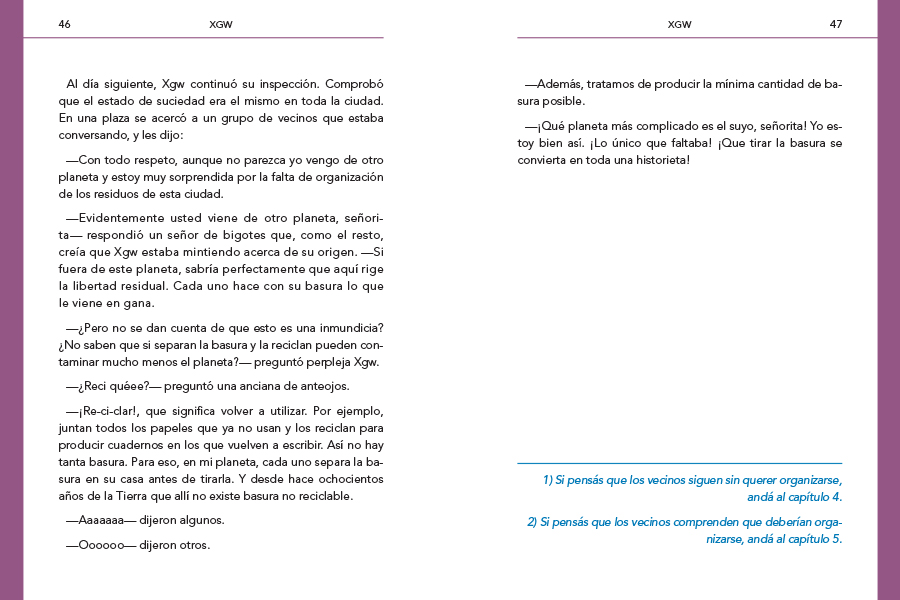 46
XGW
Al día siguiente, Xgw continuó su inspección. Comprobó
que el estado de suciedad era el mismo en toda la ciudad.
En una plaza se acercó a un grupo de vecinos que estaba
conversando, y les dijo:
—Con todo respeto, aunque no parezca yo vengo de otro
planeta y estoy muy sorprendida por la falta de organización
de los residuos de esta ciudad.
—Evidentemente usted viene de otro planeta, señori-
ta— respondió un señor de bigotes que, como el resto,
creía que Xgw estaba mintiendo acerca de su origen. —Si
fuera de este planeta, sabría perfectamente que aquí rige
la libertad residual. Cada uno hace con su basura lo que
le viene en gana.
—¿Pero no se dan cuenta de que esto es una inmundicia?
¿No saben que si separan la basura y la reciclan pueden con-
taminar mucho menos el planeta?— preguntó perpleja Xgw.
—¿Reci quéee?— preguntó una anciana de anteojos.
—¡Re-ci-clar!, que significa volver a utilizar. Por ejemplo,
juntan todos los papeles que ya no usan y los reciclan para
producir cuadernos en los que vuelven a escribir. Así no hay
tanta basura. Para eso, en mi planeta, cada uno separa la ba-
sura en su casa antes de tirarla. Y desde hace ochocientos
años de la Tierra que allí no existe basura no reciclable.
—Aaaaaaa— dijeron algunos.
—Oooooo— dijeron otros.
XGW
47
—Además, tratamos de producir la mínima cantidad de ba-
sura posible.
—¡Qué planeta más complicado es el suyo, señorita! Yo es-
toy bien así. ¡Lo único que faltaba! ¡Que tirar la basura se
convierta en toda una historieta!
1) Si pensás que los vecinos siguen sin querer organizarse,
andá al capítulo 4.
2) Si pensás que los vecinos comprenden que deberían orga-
nizarse, andá al capítulo 5.